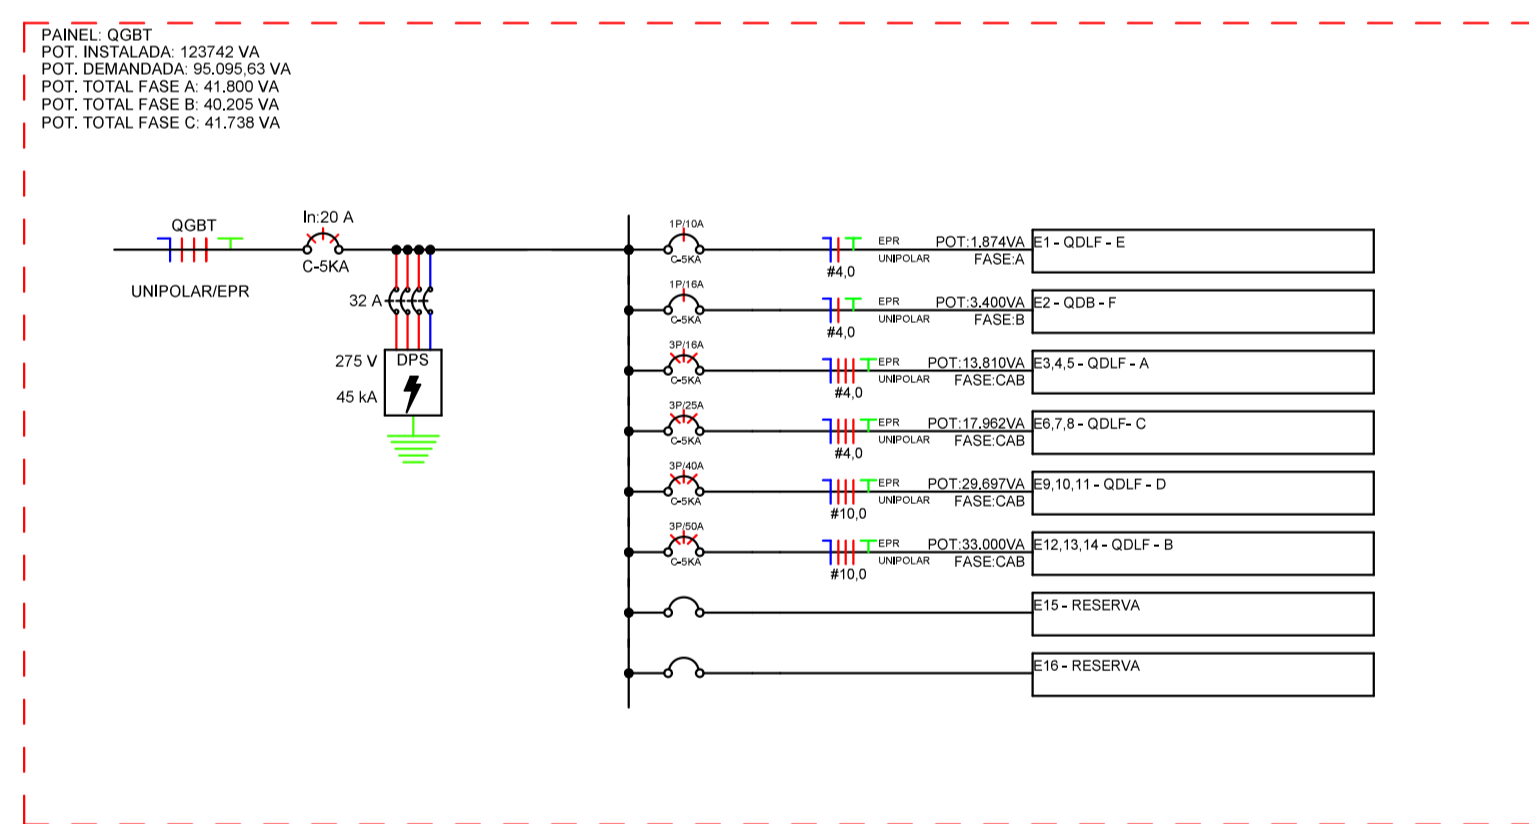 PAINEL: QGBT
POT. INSTALADA: 123742 VA
POT. DEMANDADA: 95.095,63 VA
POT. TOTAL FASE A: 41.800 VA
POT. TOTAL FASE B: 40.205 VA
POT. TOTAL FASE C: 41.738 VA
QGBT
UNIPOLAR/EPR
In:20 A
C-5KA
32 A
275 V
45 kA
DPS
1P/10A
C-5KA
#4,0
EPR
UNIPOLAR
POT:1.874VA
FASE:A
E1 - QDLF - E
1P/16A
C-5KA
#4,0
EPR
UNIPOLAR
POT:3.400VA
FASE:B
E2 - QDB - F
3P/16A
C-5KA
#4,0
EPR
UNIPOLAR
POT:13.810VA
FASE:CAB
E3,4,5 - QDLF - A
3P/25A
C-5KA
#4,0
EPR
UNIPOLAR
POT:17.962VA
FASE:CAB
E6,7,8 - QDLF- C
3P/40A
C-5KA
#10,0
EPR
UNIPOLAR
POT:29.697VA
FASE:CAB
E9,10,11 - QDLF - D
3P/50A
C-5KA
#10,0
EPR
UNIPOLAR
POT:33.000VA
FASE:CAB
E12,13,14 - QDLF - B
E15 - RESERVA
E16 - RESERVA